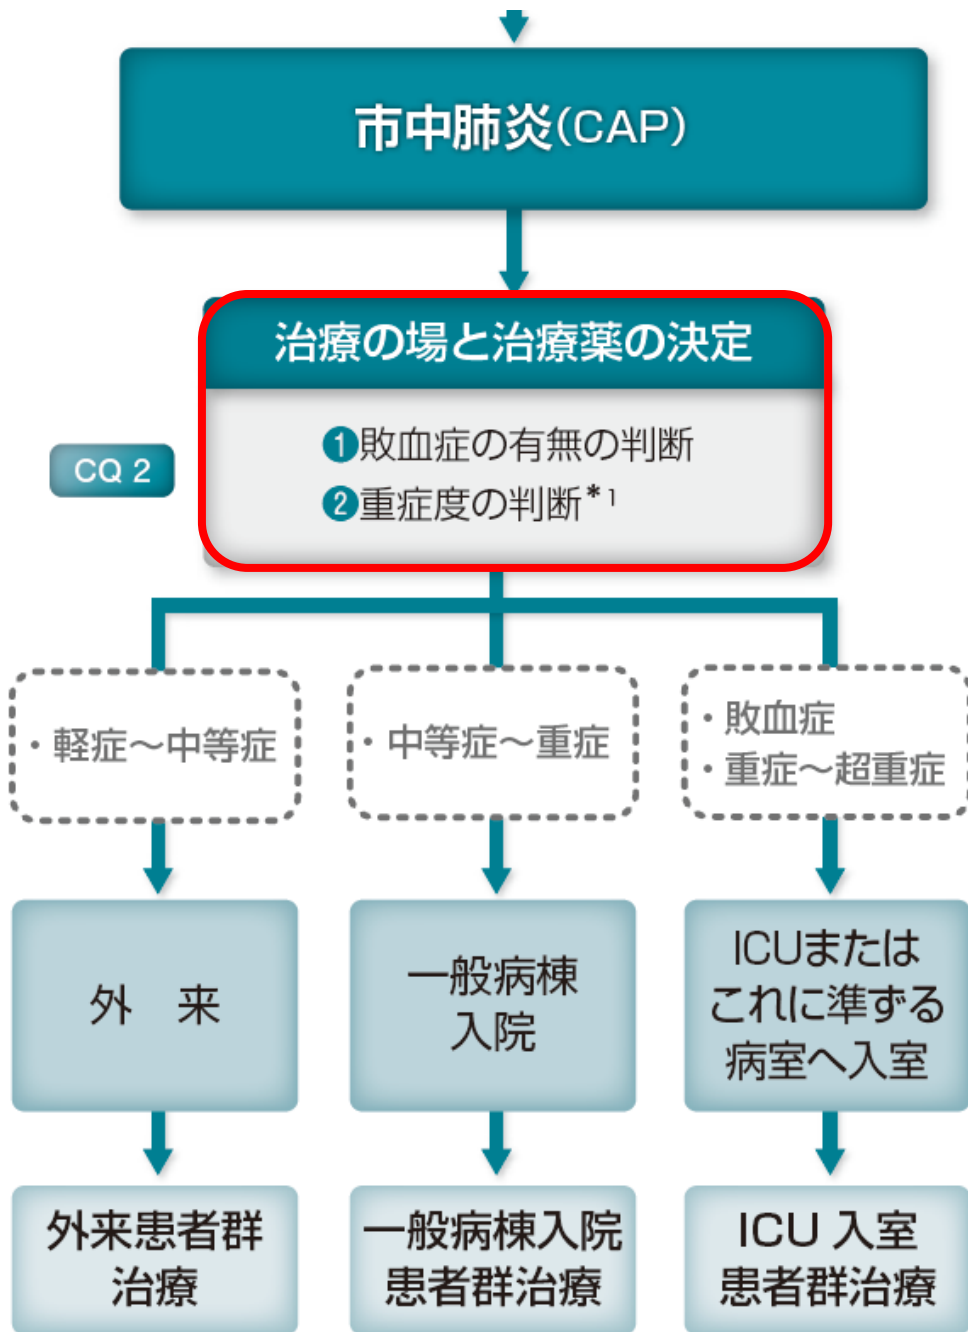 市中肺炎(CAP)
治療の場と治療薬の決定
CQ 2
❶敗血症の有無の判断
❷重症度の判断*1
・軽症〜中等症
・中等症〜重症
・敗血症
・重症〜超重症
外 来
一般病棟
入院
ICUまたは
これに準ずる
病室へ入室
外来患者群
治療
一般病棟入院
患者群治療
ICU 入室
患者群治療